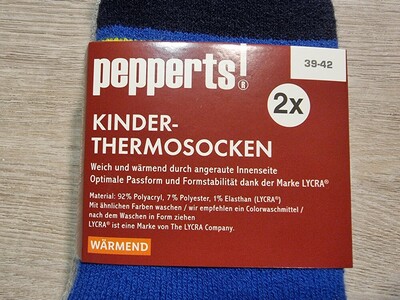 pepperts!®
39-42
2x
KINDER-
THERMOSOCKEN
Weich und wärmend durch angeraute Innenseite
Optimale Passform und Formstabilität dank der Marke LYCRA®
Material: 92% Polyacryl, 7% Polyester, 1% Elasthan (LYCRA®)
Mit ähnlichen Farben waschen / wir empfehlen ein Colorwaschmittel /
nach dem Waschen in Form ziehen
LYCRA® ist eine Marke von The LYCRA Company.
WÄRMEND